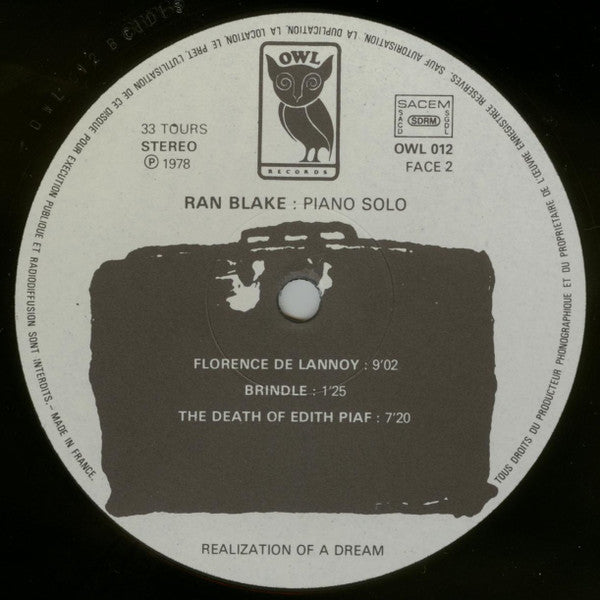 TOUS DROITS DU PRODUCTEUR PHONOGRAPHIQUE ET DU PROPRIETAIRE DE L'ŒUVRE ENREGISTREE RESERVES. SAUF AUTORISATION, LA DUPLICATION, LA LOCATION, LE PRET, L'UTILISATION DE CE DISQUE POUR EXECUTION PUBLIQUE ET RADIODIFFUSION SONT INTERDITS. - MADE IN FRANCE.
OWL
RECORDS
33 TOURS
STEREO
Ⓟ 1978
SACEM
SACD SDRM SGDL
OWL 012
FACE 2
RAN BLAKE : PIANO SOLO
FLORENCE DE LANNOY : 9'02
BRINDLE : 1'25
THE DEATH OF EDITH PIAF : 7'20
REALIZATION OF A DREAM